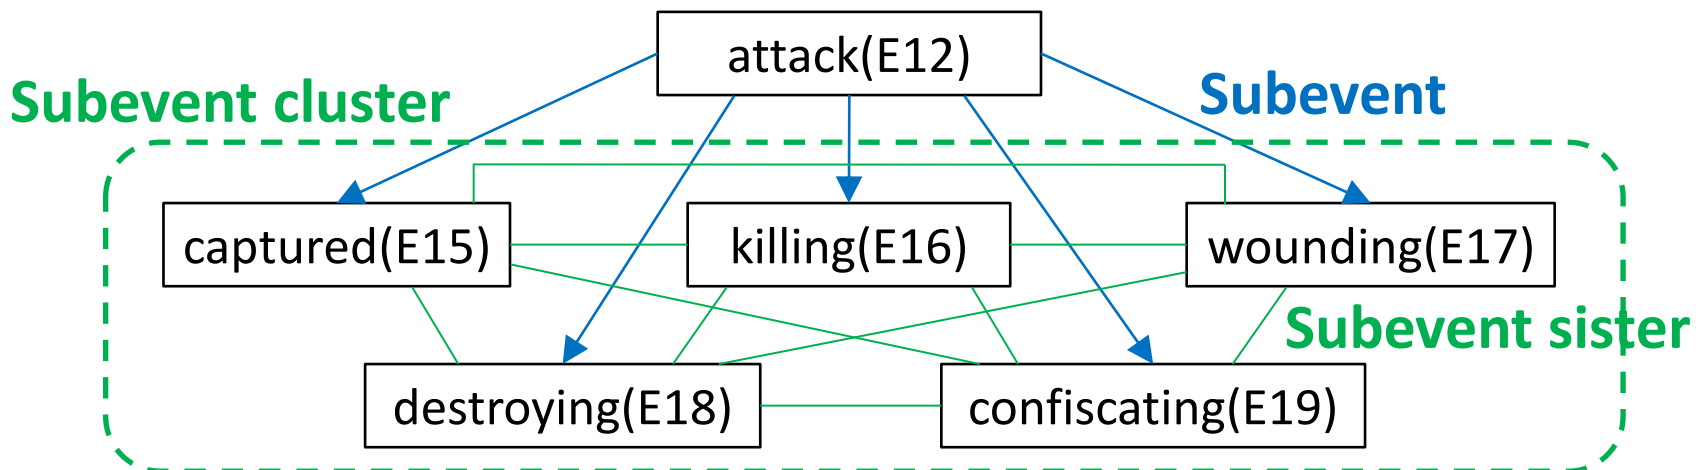 attack(E12)
Subevent cluster
Subevent
captured(E15)
killing(E16)
wounding(E17)
Subevent sister
destroying(E18)
confiscating(E19)